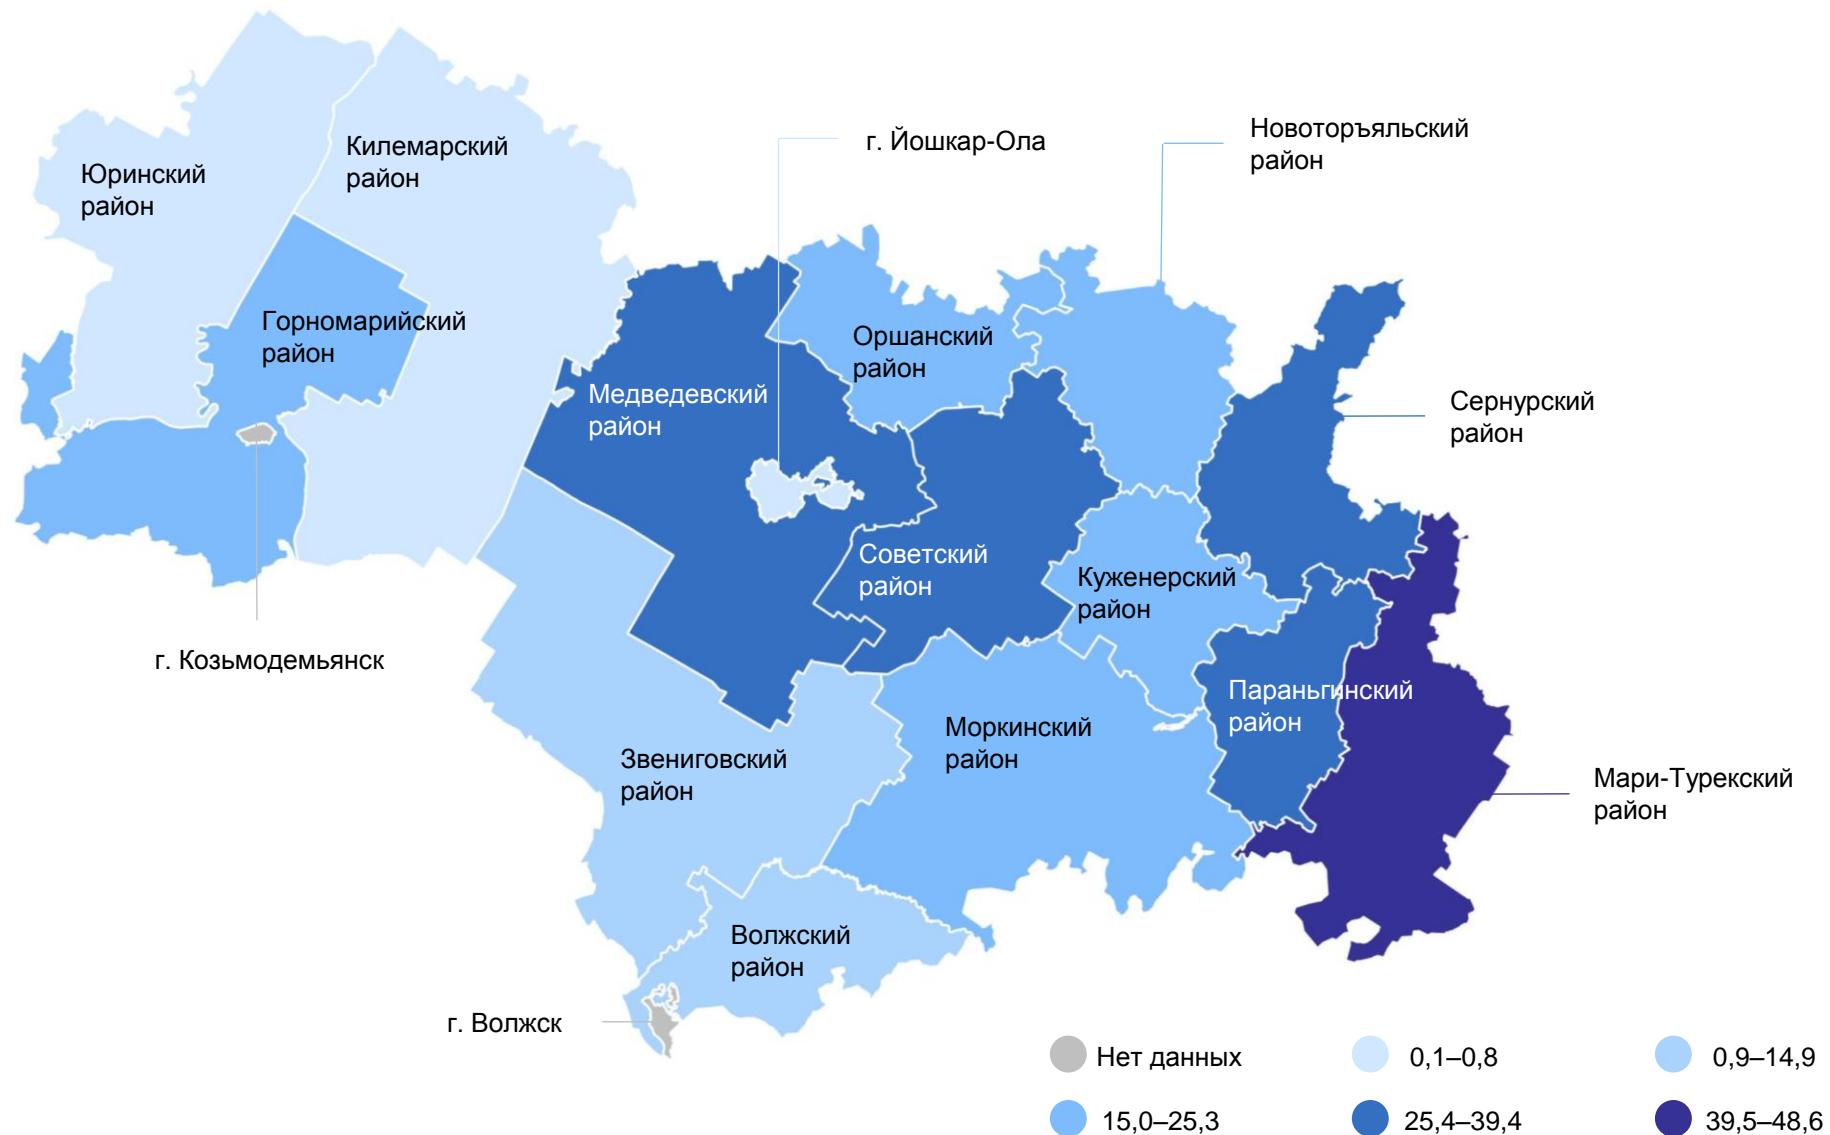 Новоторъяльский
район
г. Йошкар-Ола
Килемарский
район
Юринский
район
Горномарийский
район
Оршанский
район
Медведевский
район
Сернурский
район
Советский
район
Куженерский
район
г. Козьмодемьянск
Параньгинский
район
Моркинский
район
Звениговский
район
Мари-Турекский
район
Волжский
район
г. Волжск
Нет данных
0,1–0,8
0,9–14,9
15,0–25,3
25,4–39,4
39,5–48,6